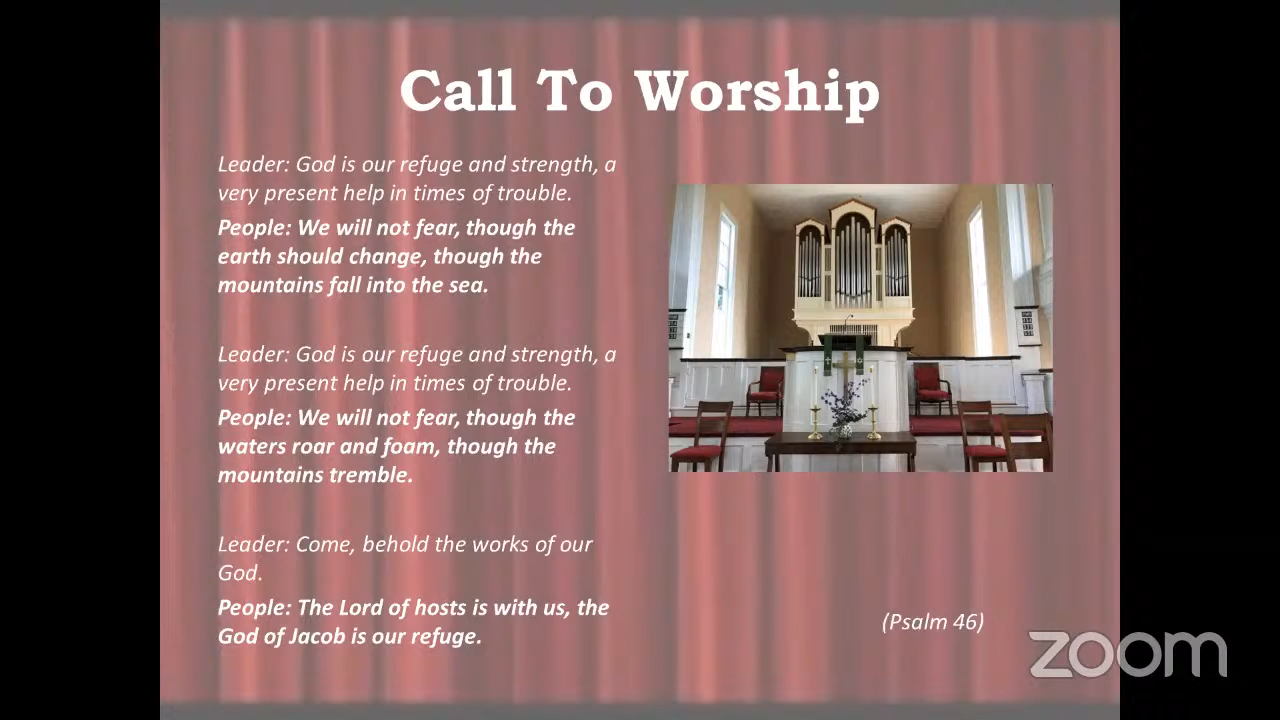 Call To Worship
Leader: God is our refuge and strength, a
very present help in times of trouble.
People: We will not fear, though the
earth should change, though the
mountains fall into the sea.
Leader: God is our refuge and strength, a
very present help in times of trouble.
People: We will not fear, though the
waters roar and foam, though the
mountains tremble.
Leader: Come, behold the works of our
God.
People: The Lord of hosts is with us, the
God of Jacob is our refuge.
(Psalm 46)
zoom